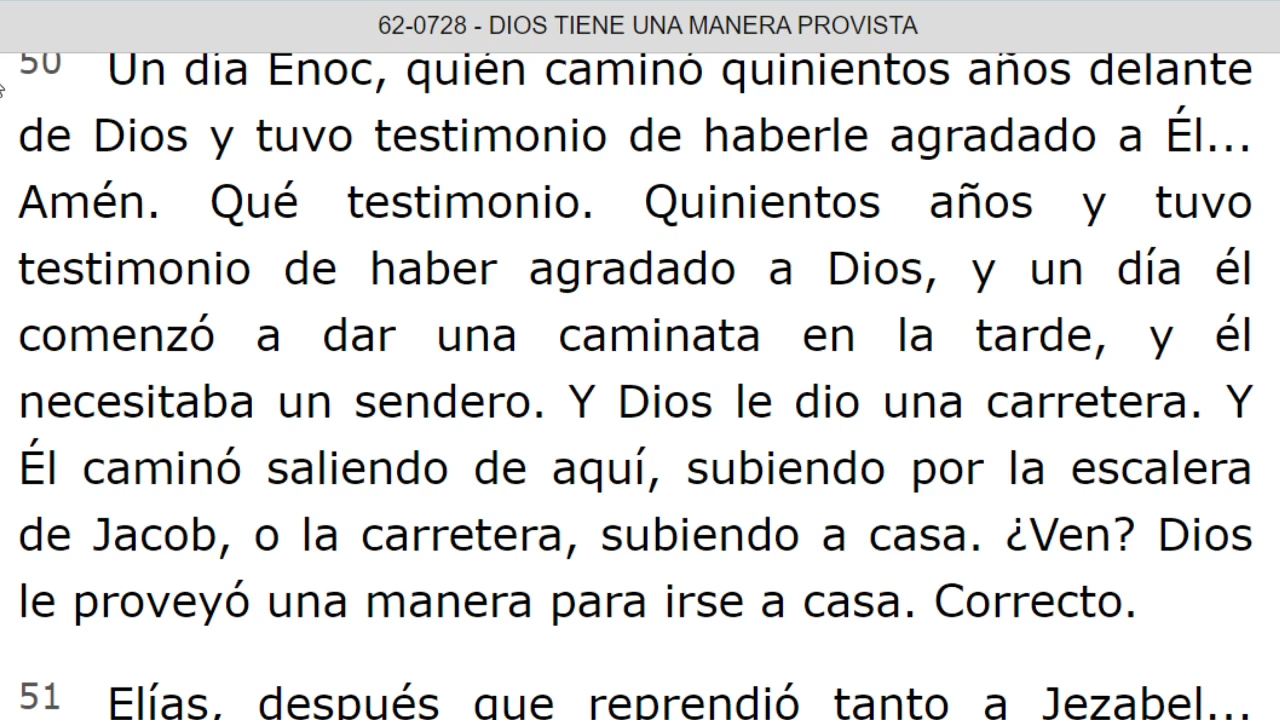 62-0728 - DIOS TIENE UNA MANERA PROVISTA
50 Un día Enoc, quién caminó quinientos años delante
de Dios y tuvo testimonio de haberle agradado a Él...
Amén. Qué testimonio. Quinientos años y tuvo
testimonio de haber agradado a Dios, y un día él
comenzó a dar una caminata en la tarde, y él
necesitaba un sendero. Y Dios le dio una carretera. Y
Él caminó saliendo de aquí, subiendo por la escalera
de Jacob, o la carretera, subiendo a casa. ¿Ven? Dios
le proveyó una manera para irse a casa. Correcto.
51 Elías, después que reprendió tanto a Jezabel...